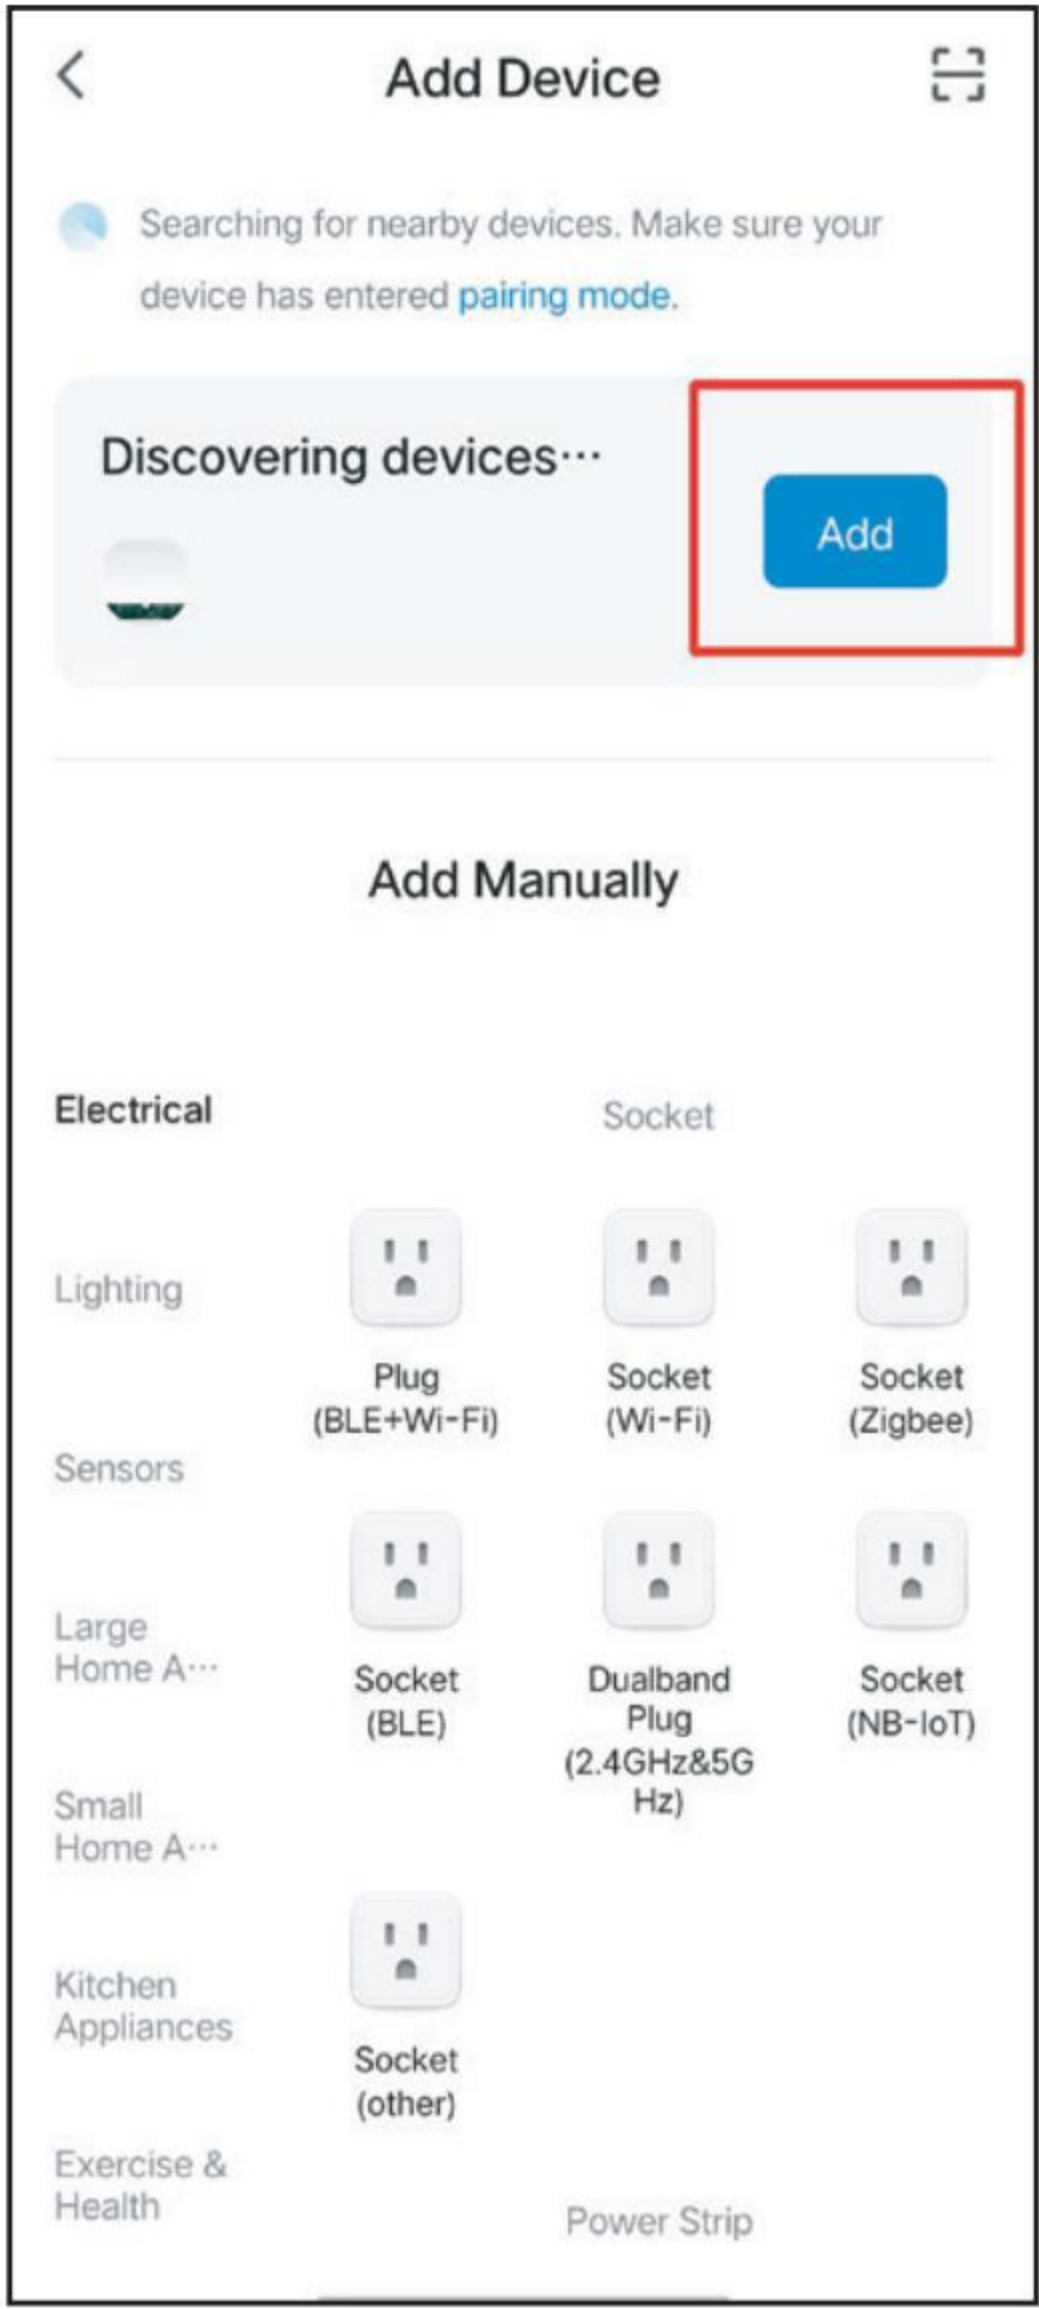 Add Device
Searching for nearby devices. Make sure your
device has entered pairing mode.
Discovering devices···
Add
Add Manually
Electrical
Socket
Lighting
Plug
(BLE+Wi-Fi)
Socket
(Wi-Fi)
Socket
(Zigbee)
Sensors
Large
Home A···
Socket
(BLE)
Dualband
Plug
(2.4GHz&5G
Hz)
Socket
(NB-IoT)
Small
Home A···
Kitchen
Appliances
Socket
(other)
Exercise &
Health
Power Strip